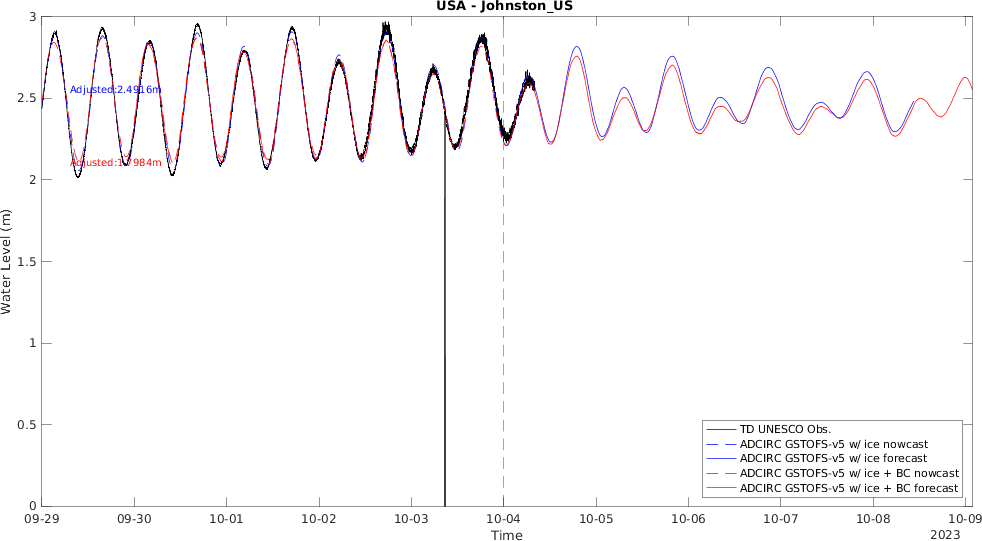 USA - Johnston_US
3
2.5
2
1.5
1
0.5
0
Water Level (m)
Adjusted:2.4916m
Adjusted:1.7984m
TD UNESCO Obs.
ADCIRC GSTOFS-v5 w/ ice nowcast
ADCIRC GSTOFS-v5 w/ ice forecast
ADCIRC GSTOFS-v5 w/ ice + BC nowcast
ADCIRC GSTOFS-v5 w/ ice + BC forecast
09-29 09-30 10-01 10-02 10-03 10-04 10-05 10-06 10-07 10-08 10-09
Time
2023